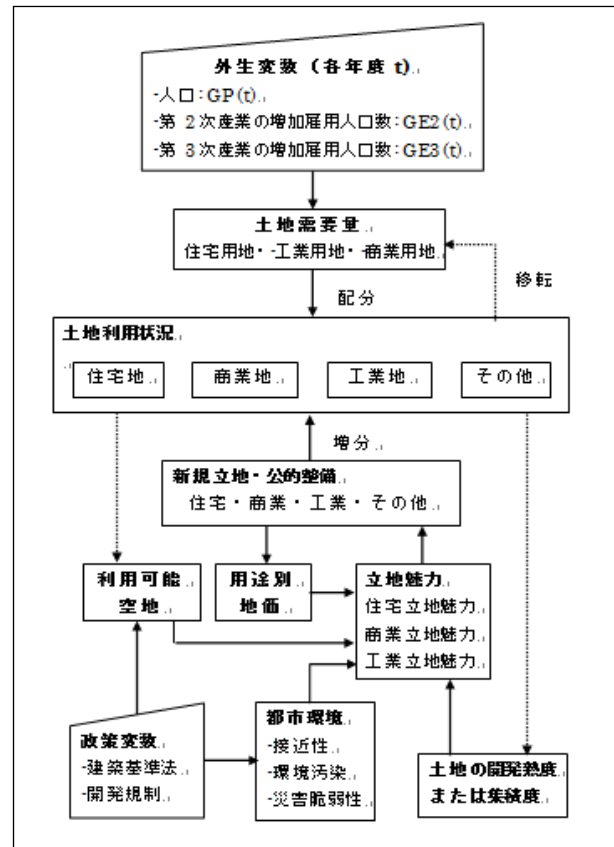 外生変数（各年度 t）
-人口：GP(t)
-第 2次産業の増加雇用人口数：GE2(t)
-第 3次産業の増加雇用人口数：GE3(t)
土地需要量
住宅用地・-工業用地・-商業用地
配分
移転
土地利用状況
住宅地
商業地
工業地
その他
増分
新規立地・公的整備
住宅・商業・工業・その他
利用可能
空地
用途別
地価
立地魅力
住宅立地魅力
商業立地魅力
工業立地魅力
政策変数
-建築基準法
-開発規制
都市環境
-接近性
-環境汚染
-災害脆弱性
土地の開発熟度
または集積度